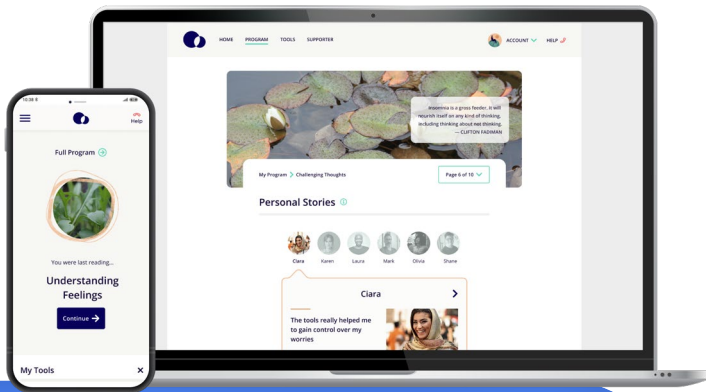 HOME PROGRAM TOOLS SUPPORTER ACCOUNT HELP
Insomnia is a gross feeder. It will
nourish itself on any kind of thinking,
including thinking about not thinking.
— CLIFTON FADIMAN
My Program > Challenging Thoughts
Page 6 of 10
Personal Stories
Ciara Karen Laura Mark Olivia Shane
Ciara
The tools really helped me
to gain control over my
worries
10:38
Help
Full Program
You were last reading...
Understanding
Feelings
Continue
My Tools